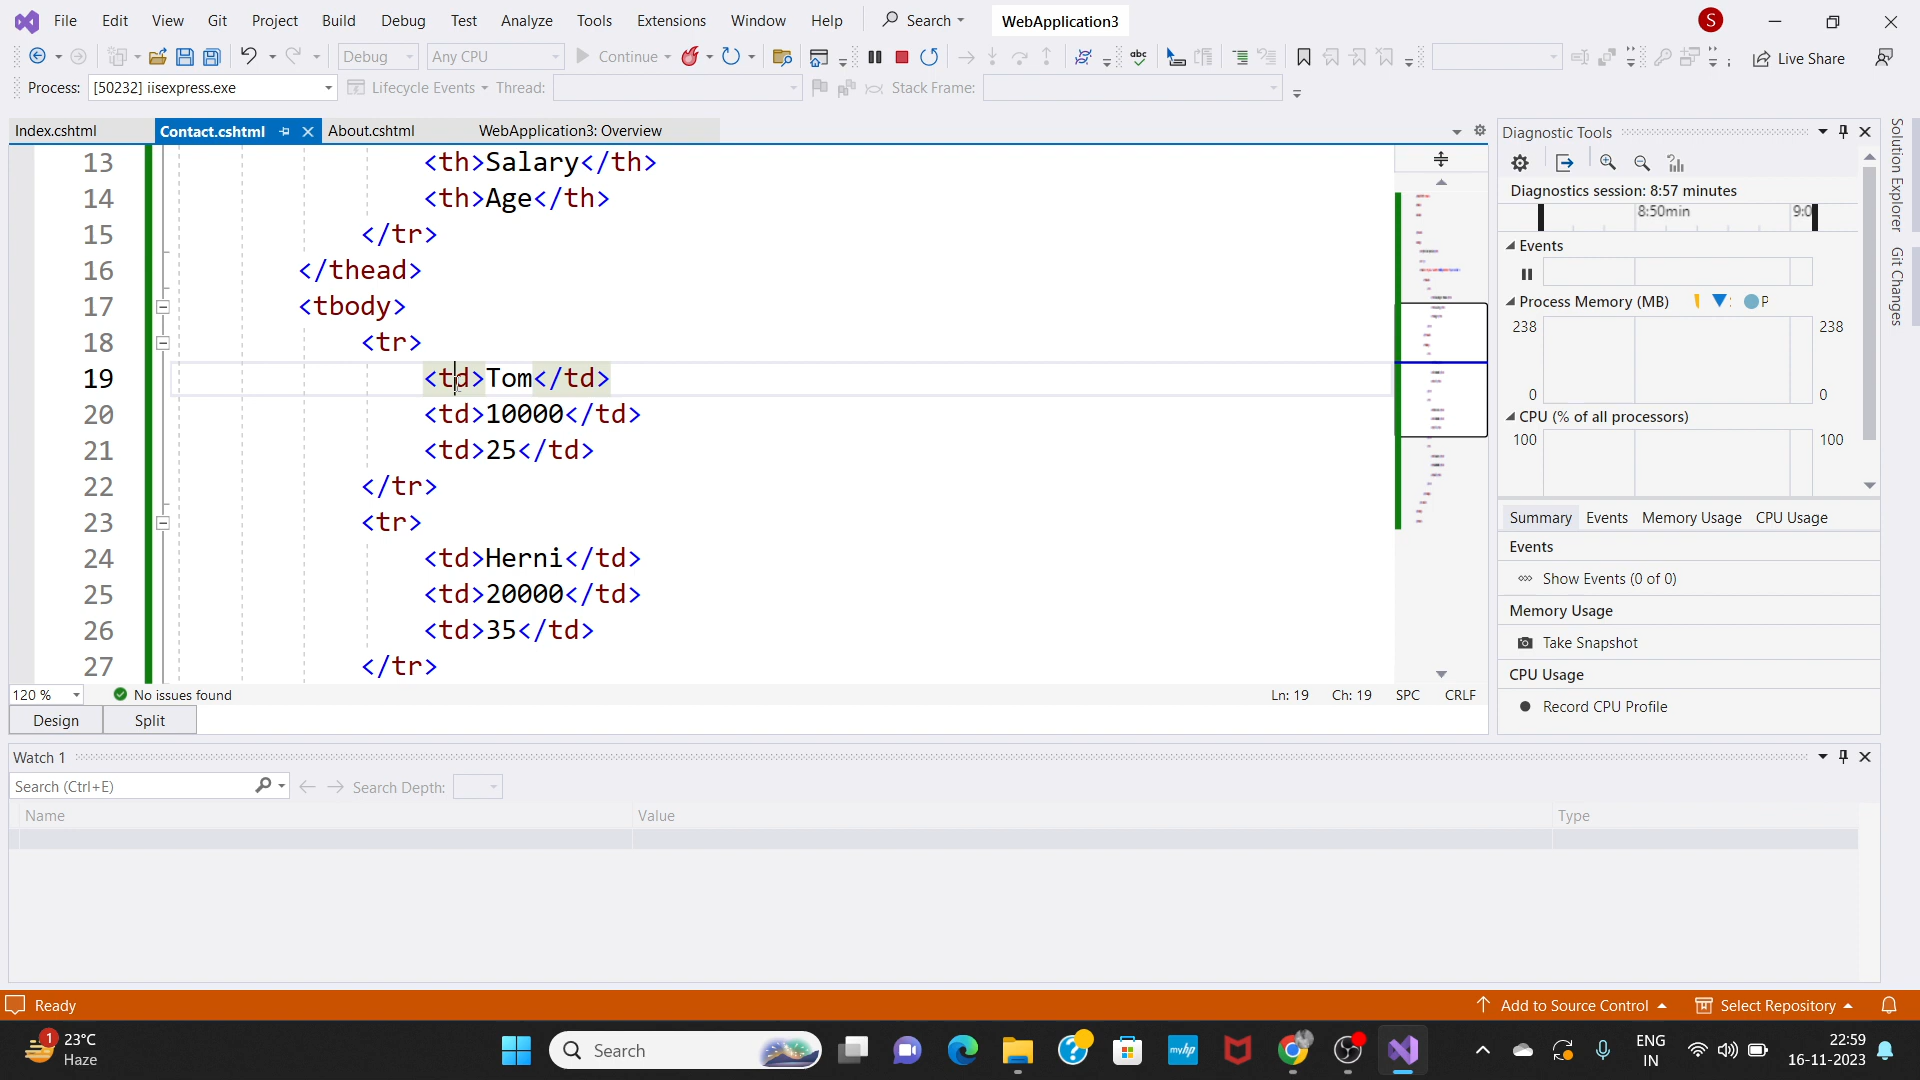 File Edit View Git Project Build Debug Test Analyze Tools Extensions Window Help Search WebApplication3 S
Debug Any CPU Continue abc Live Share
Process: [50232] iisexpress.exe Lifecycle Events Thread: Stack Frame:
Index.cshtml Contact.cshtml About.cshtml WebApplication3: Overview
13 <th>Salary</th>
14 <th>Age</th>
15 </tr>
16 </thead>
17 <tbody>
18 <tr>
19 <td>Tom</td>
20 <td>10000</td>
21 <td>25</td>
22 </tr>
23 <tr>
24 <td>Herni</td>
25 <td>20000</td>
26 <td>35</td>
27 </tr>
120 % No issues found Ln: 19 Ch: 19 SPC CRLF
Design Split
Diagnostic Tools
Diagnostics session: 8:57 minutes
8:50min 9:0
Events
Process Memory (MB) P
238 238
0 0
CPU (% of all processors)
100 100
Summary Events Memory Usage CPU Usage
Events
Show Events (0 of 0)
Memory Usage
Take Snapshot
CPU Usage
Record CPU Profile
Solution Explorer
Git Changes
Watch 1
Search (Ctrl+E) Search Depth:
Name Value Type
Ready Add to Source Control Select Repository
1 23°C
Haze
Search
myhp
ENG
IN
22:59
16-11-2023